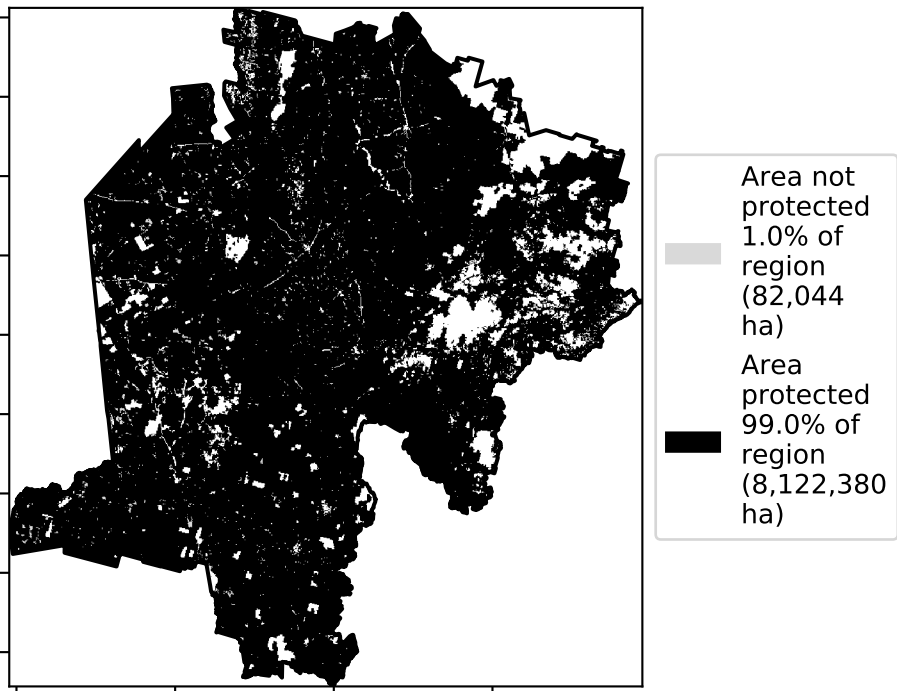 Area not
protected
1.0% of
region
(82,044
ha)
Area
protected
99.0% of
region
(8,122,380
ha)